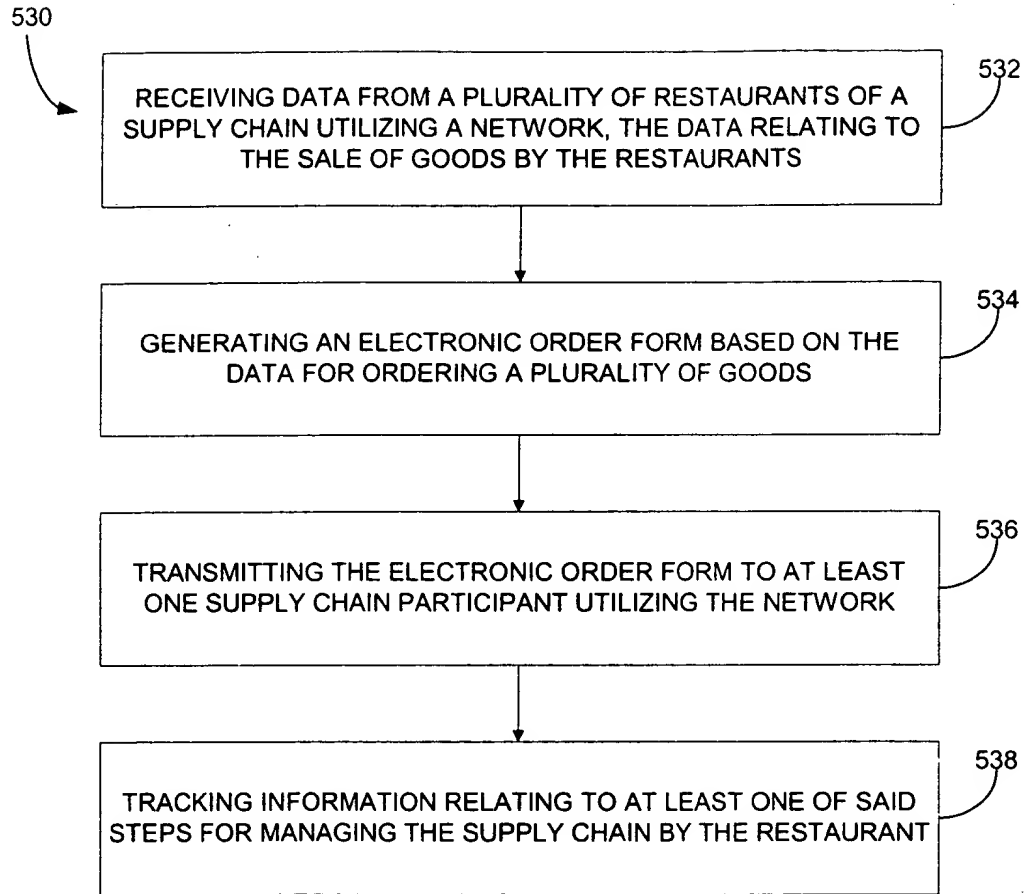 530
532
RECEIVING DATA FROM A PLURALITY OF RESTAURANTS OF A
SUPPLY CHAIN UTILIZING A NETWORK, THE DATA RELATING TO
THE SALE OF GOODS BY THE RESTAURANTS
534
GENERATING AN ELECTRONIC ORDER FORM BASED ON THE
DATA FOR ORDERING A PLURALITY OF GOODS
536
TRANSMITTING THE ELECTRONIC ORDER FORM TO AT LEAST
ONE SUPPLY CHAIN PARTICIPANT UTILIZING THE NETWORK
538
TRACKING INFORMATION RELATING TO AT LEAST ONE OF SAID
STEPS FOR MANAGING THE SUPPLY CHAIN BY THE RESTAURANT